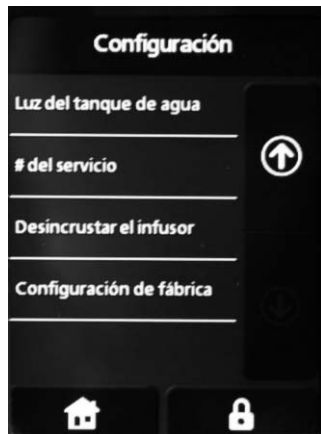 Configuración
Luz del tanque de agua
# del servicio
Desincrustar el infusor
Configuración de fábrica